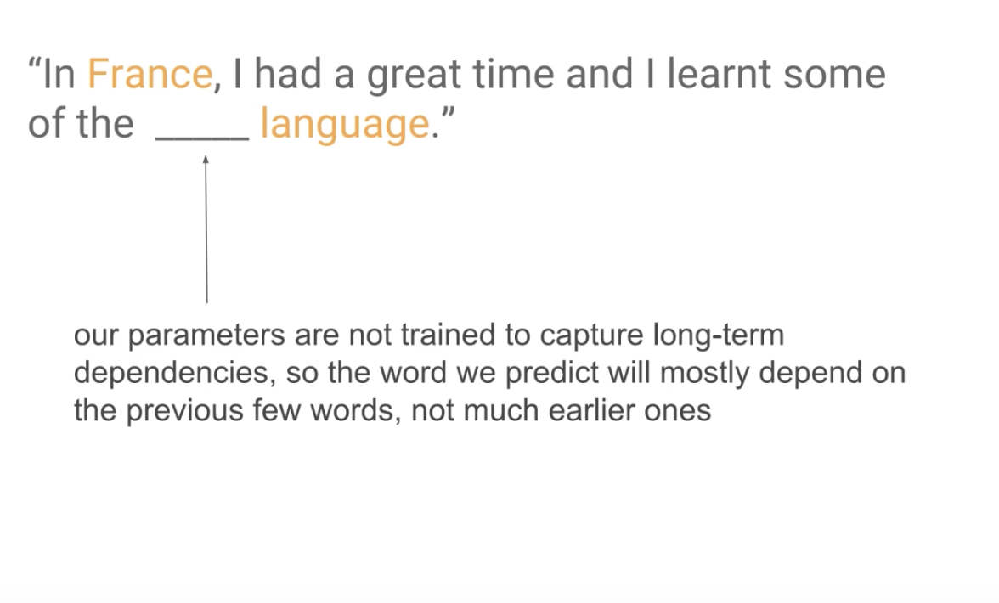 “In France, I had a great time and I learnt some
of the _____ language.”
our parameters are not trained to capture long-term
dependencies, so the word we predict will mostly depend on
the previous few words, not much earlier ones